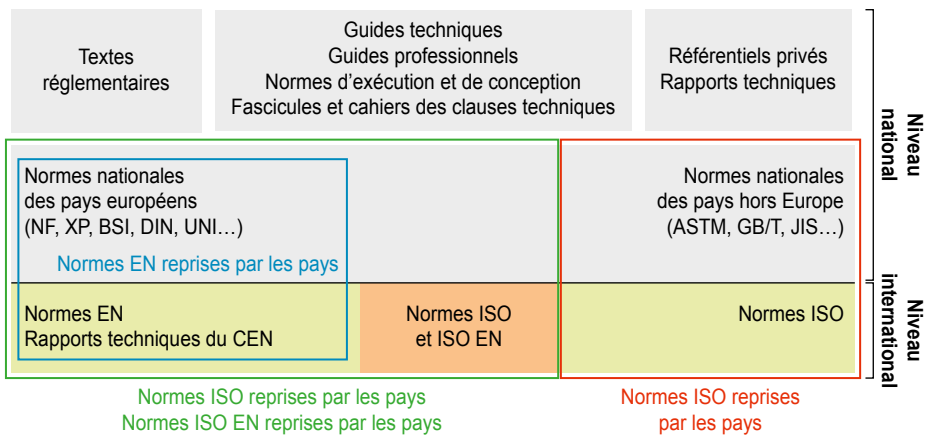 Textes
réglementaires
Guides techniques
Guides professionnels
Normes d’exécution et de conception
Fascicules et cahiers des clauses techniques
Référentiels privés
Rapports techniques
Niveau
national
Normes nationales
des pays européens
(NF, XP, BSI, DIN, UNI…)
Normes EN reprises par les pays
Normes nationales
des pays hors Europe
(ASTM, GB/T, JIS…)
Normes EN
Rapports techniques du CEN
Normes ISO
et ISO EN
Normes ISO
Niveau
international
Normes ISO reprises par les pays
Normes ISO EN reprises par les pays
Normes ISO reprises
par les pays